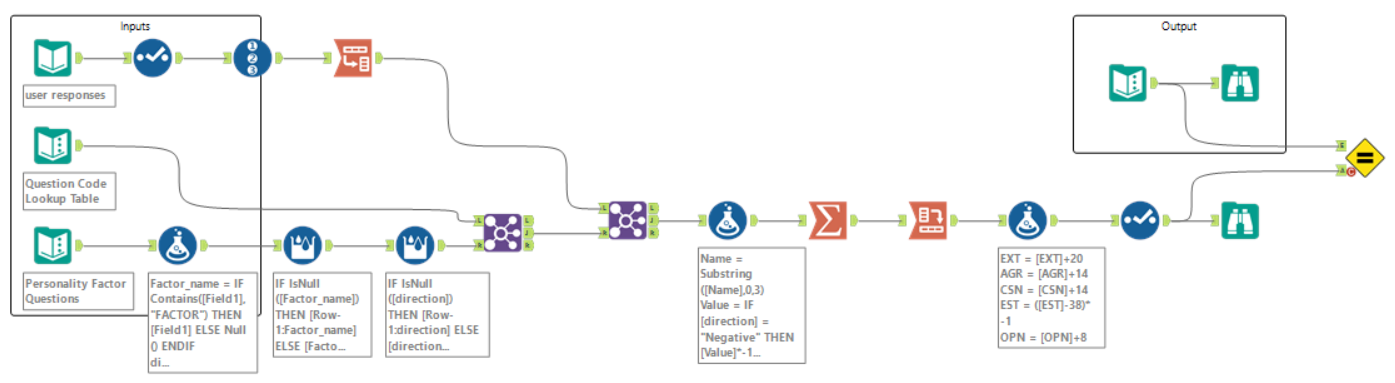 Inputs
Output
1
2
3
user responses
Question Code
Lookup Table
L
J
R
L
R
L
J
R
L
R
E
A
C
Personality Factor
Questions
Factor_name = IF
Contains([Field1],
"FACTOR") THEN
[Field1] ELSE Null
() ENDIF
di...
IF IsNull
([Factor_name])
THEN [Row-
1:Factor_name]
ELSE [Facto...
IF IsNull
([direction])
THEN [Row-
1:direction] ELSE
[direction...
Name =
Substring
([Name],0,3)
Value = IF
[direction] =
"Negative" THEN
[Value]*-1...
EXT = [EXT]+20
AGR = [AGR]+14
CSN = [CSN]+14
EST = ([EST]-38)*
-1
OPN = [OPN]+8